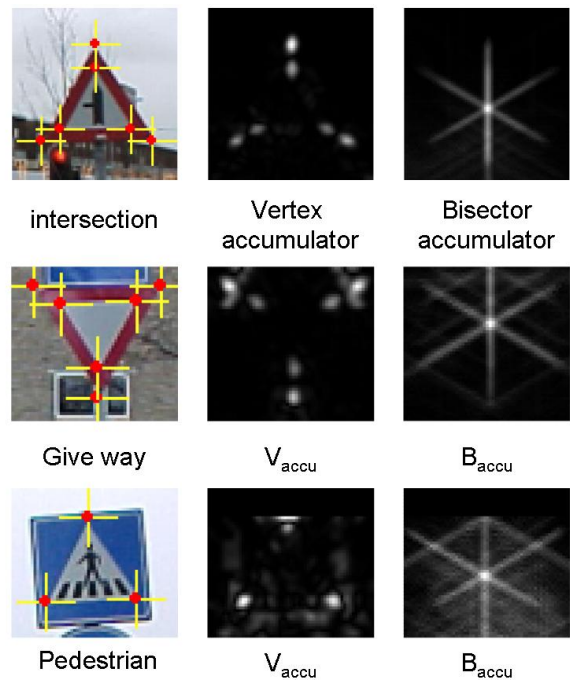 intersection
Vertex
accumulator
Bisector
accumulator
Give way
Vaccu
Baccu
Pedestrian
Vaccu
Baccu